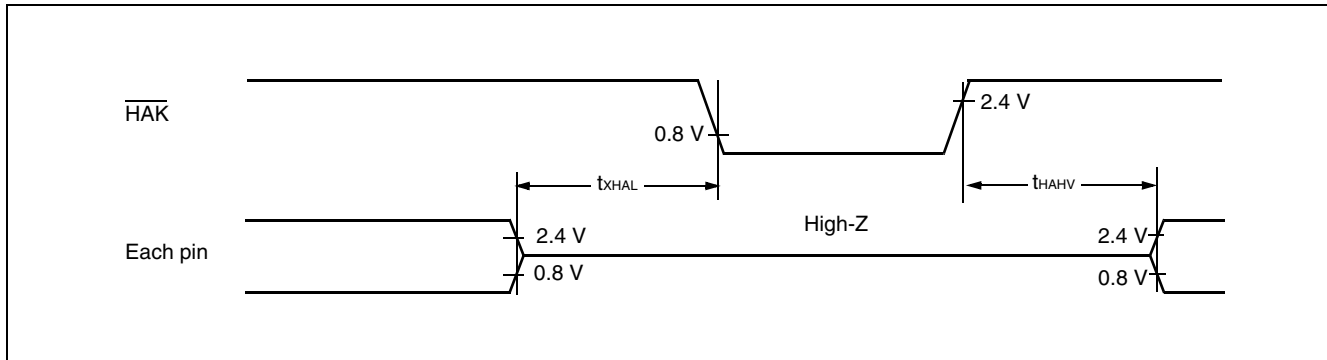 HAK
2.4 V
0.8 V
tXHAL
tHAHV
High-Z
Each pin
2.4 V
2.4 V
0.8 V
0.8 V